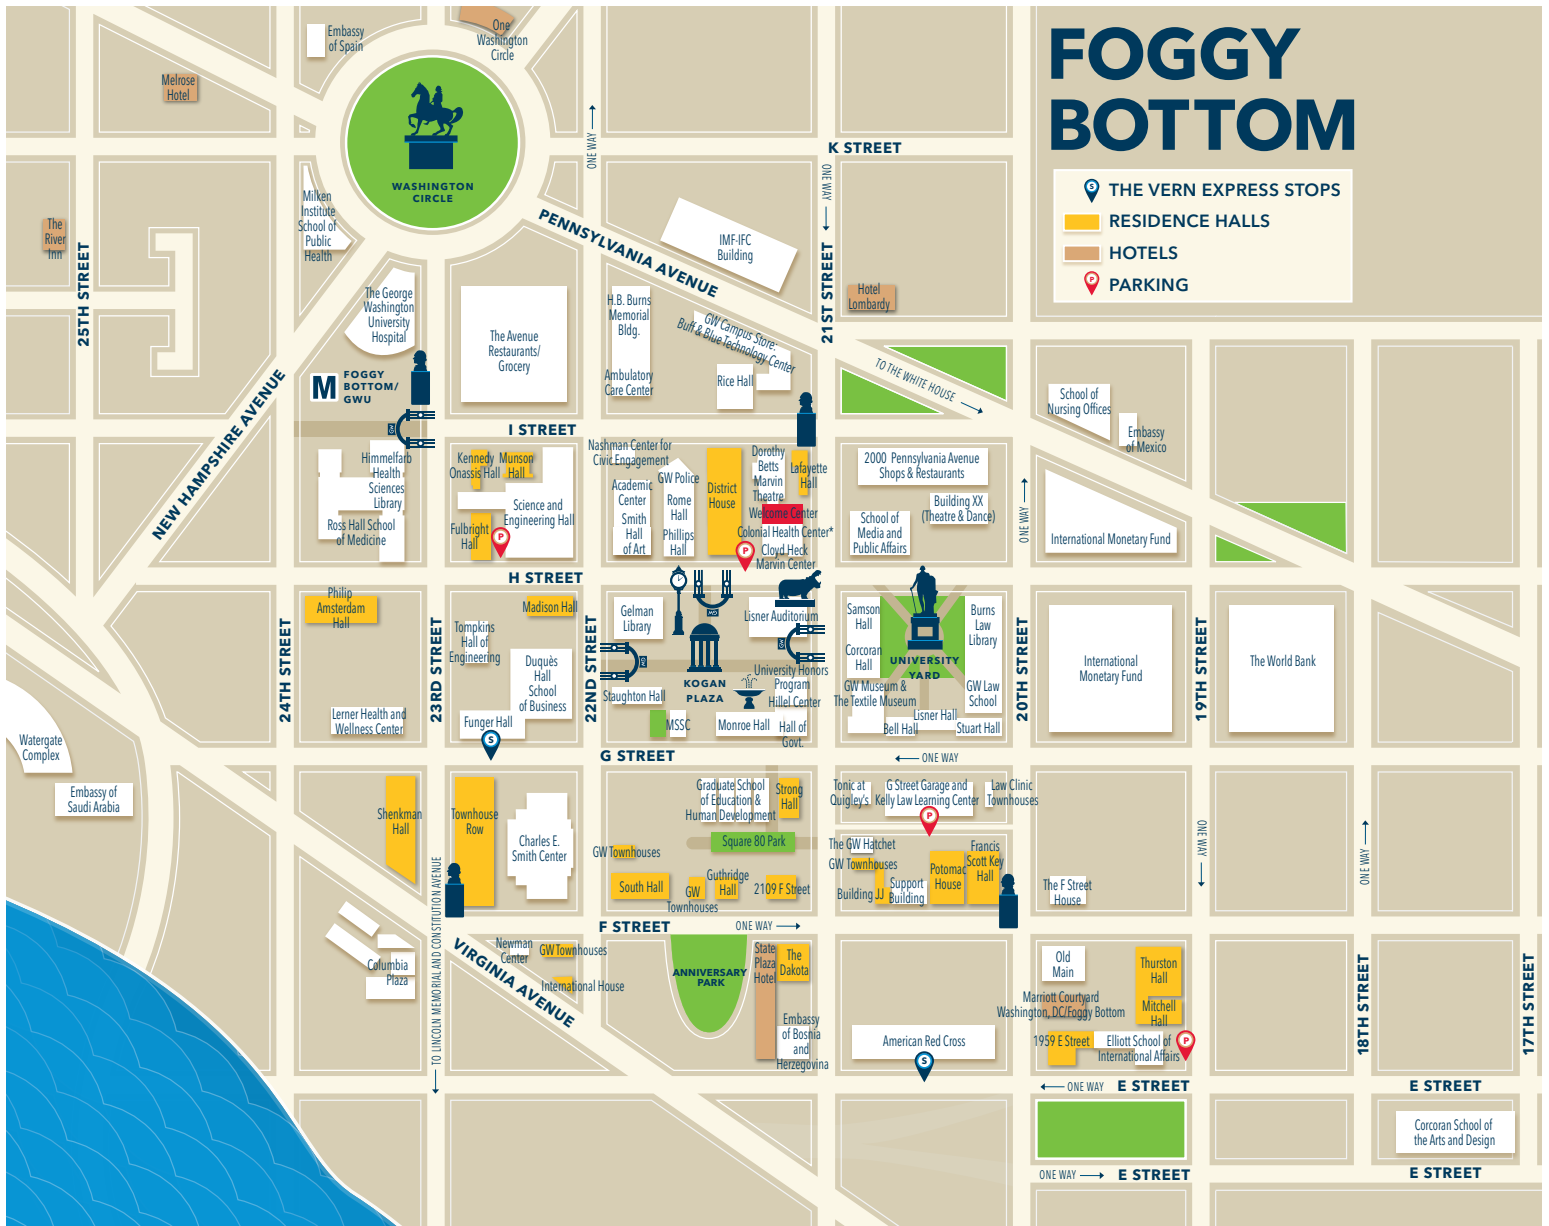 FOGGY
BOTTOM
S THE VERN EXPRESS STOPS
RESIDENCE HALLS
HOTELS
P PARKING
Embassy
of Spain
One
Washington
Circle
Melrose
Hotel
WASHINGTON
CIRCLE
ONE WAY
K STREET
ONE WAY
Milken
Institute
School of
Public
Health
The
River
Inn
25TH STREET
PENNSYLVANIA AVENUE
IMF-IFC
Building
21ST STREET
Hotel
Lombardy
The George
Washington
University
Hospital
The Avenue
Restaurants/
Grocery
H.B. Burns
Memorial
Bldg.
Ambulatory
Care Center
GW Campus Store:
Buff & Blue Technology Center
Rice Hall
TO THE WHITE HOUSE
M
FOGGY
BOTTOM/
GWU
GW
NEW HAMPSHIRE AVENUE
I STREET
School of
Nursing Offices
Embassy
of Mexico
Himmelfarb
Health
Sciences
Library
Ross Hall School
of Medicine
Kennedy
Onassis Hall
Munson
Hall
Science and
Engineering Hall
Fulbright
Hall
P
Nashman Center for
Civic Engagement
Academic
Center
Smith
Hall
of Art
GW Police
Rome
Hall
Phillips
Hall
District
House
Dorothy
Betts
Marvin
Theatre
Lafayette
Hall
Welcome Center
Colonial Health Center*
Cloyd Heck
Marvin Center
P
2000 Pennsylvania Avenue
Shops & Restaurants
Building XX
(Theatre & Dance)
School of
Media and
Public Affairs
ONE WAY
International Monetary Fund
H STREET
Philip
Amsterdam
Hall
24TH STREET
23RD STREET
Madison Hall
Tompkins
Hall of
Engineering
Duquès
Hall
School
of Business
22ND STREET
Gelman
Library
GW
GW
GW
Lisner Auditorium
KOGAN
PLAZA
University Honors
Program
Hillel Center
Staughton Hall
MSSC
Monroe Hall
Hall of
Govt.
Samson
Hall
Corcoran
Hall
UNIVERSITY
YARD
Burns
Law
Library
GW Museum &
The Textile Museum
GW Law
School
Lisner Hall
Bell Hall
Stuart Hall
20TH STREET
International
Monetary Fund
19TH STREET
The World Bank
Lerner Health and
Wellness Center
Funger Hall
S
G STREET
ONE WAY
Watergate
Complex
Embassy of
Saudi Arabia
Shenkman
Hall
Townhouse
Row
Charles E.
Smith Center
Graduate School
of Education &
Human Development
Strong
Hall
Square 80 Park
GW Townhouses
South Hall
GW
Townhouses
Guthridge
Hall
2109 F Street
Tonic at
Quigley's
G Street Garage and
Kelly Law Learning Center
Law Clinic
Townhouses
P
The GW Hatchet
GW Townhouses
Building JJ
Support
Building
Potomac
House
Francis
Scott Key
Hall
The F Street
House
ONE WAY
ONE WAY
F STREET
ONE WAY
TO LINCOLN MEMORIAL AND CONSTITUTION AVENUE
VIRGINIA AVENUE
Columbia
Plaza
Newman
Center
GW Townhouses
International House
ANNIVERSARY
PARK
State
Plaza
Hotel
The
Dakota
Embassy
of Bosnia
and
Herzegovina
American Red Cross
S
Old
Main
Marriott Courtyard
Washington, DC/Foggy Bottom
Thurston
Hall
Mitchell
Hall
1959 E Street
Elliott School of
International Affairs
P
18TH STREET
17TH STREET
ONE WAY
E STREET
E STREET
Corcoran School of
the Arts and Design
ONE WAY
E STREET
E STREET